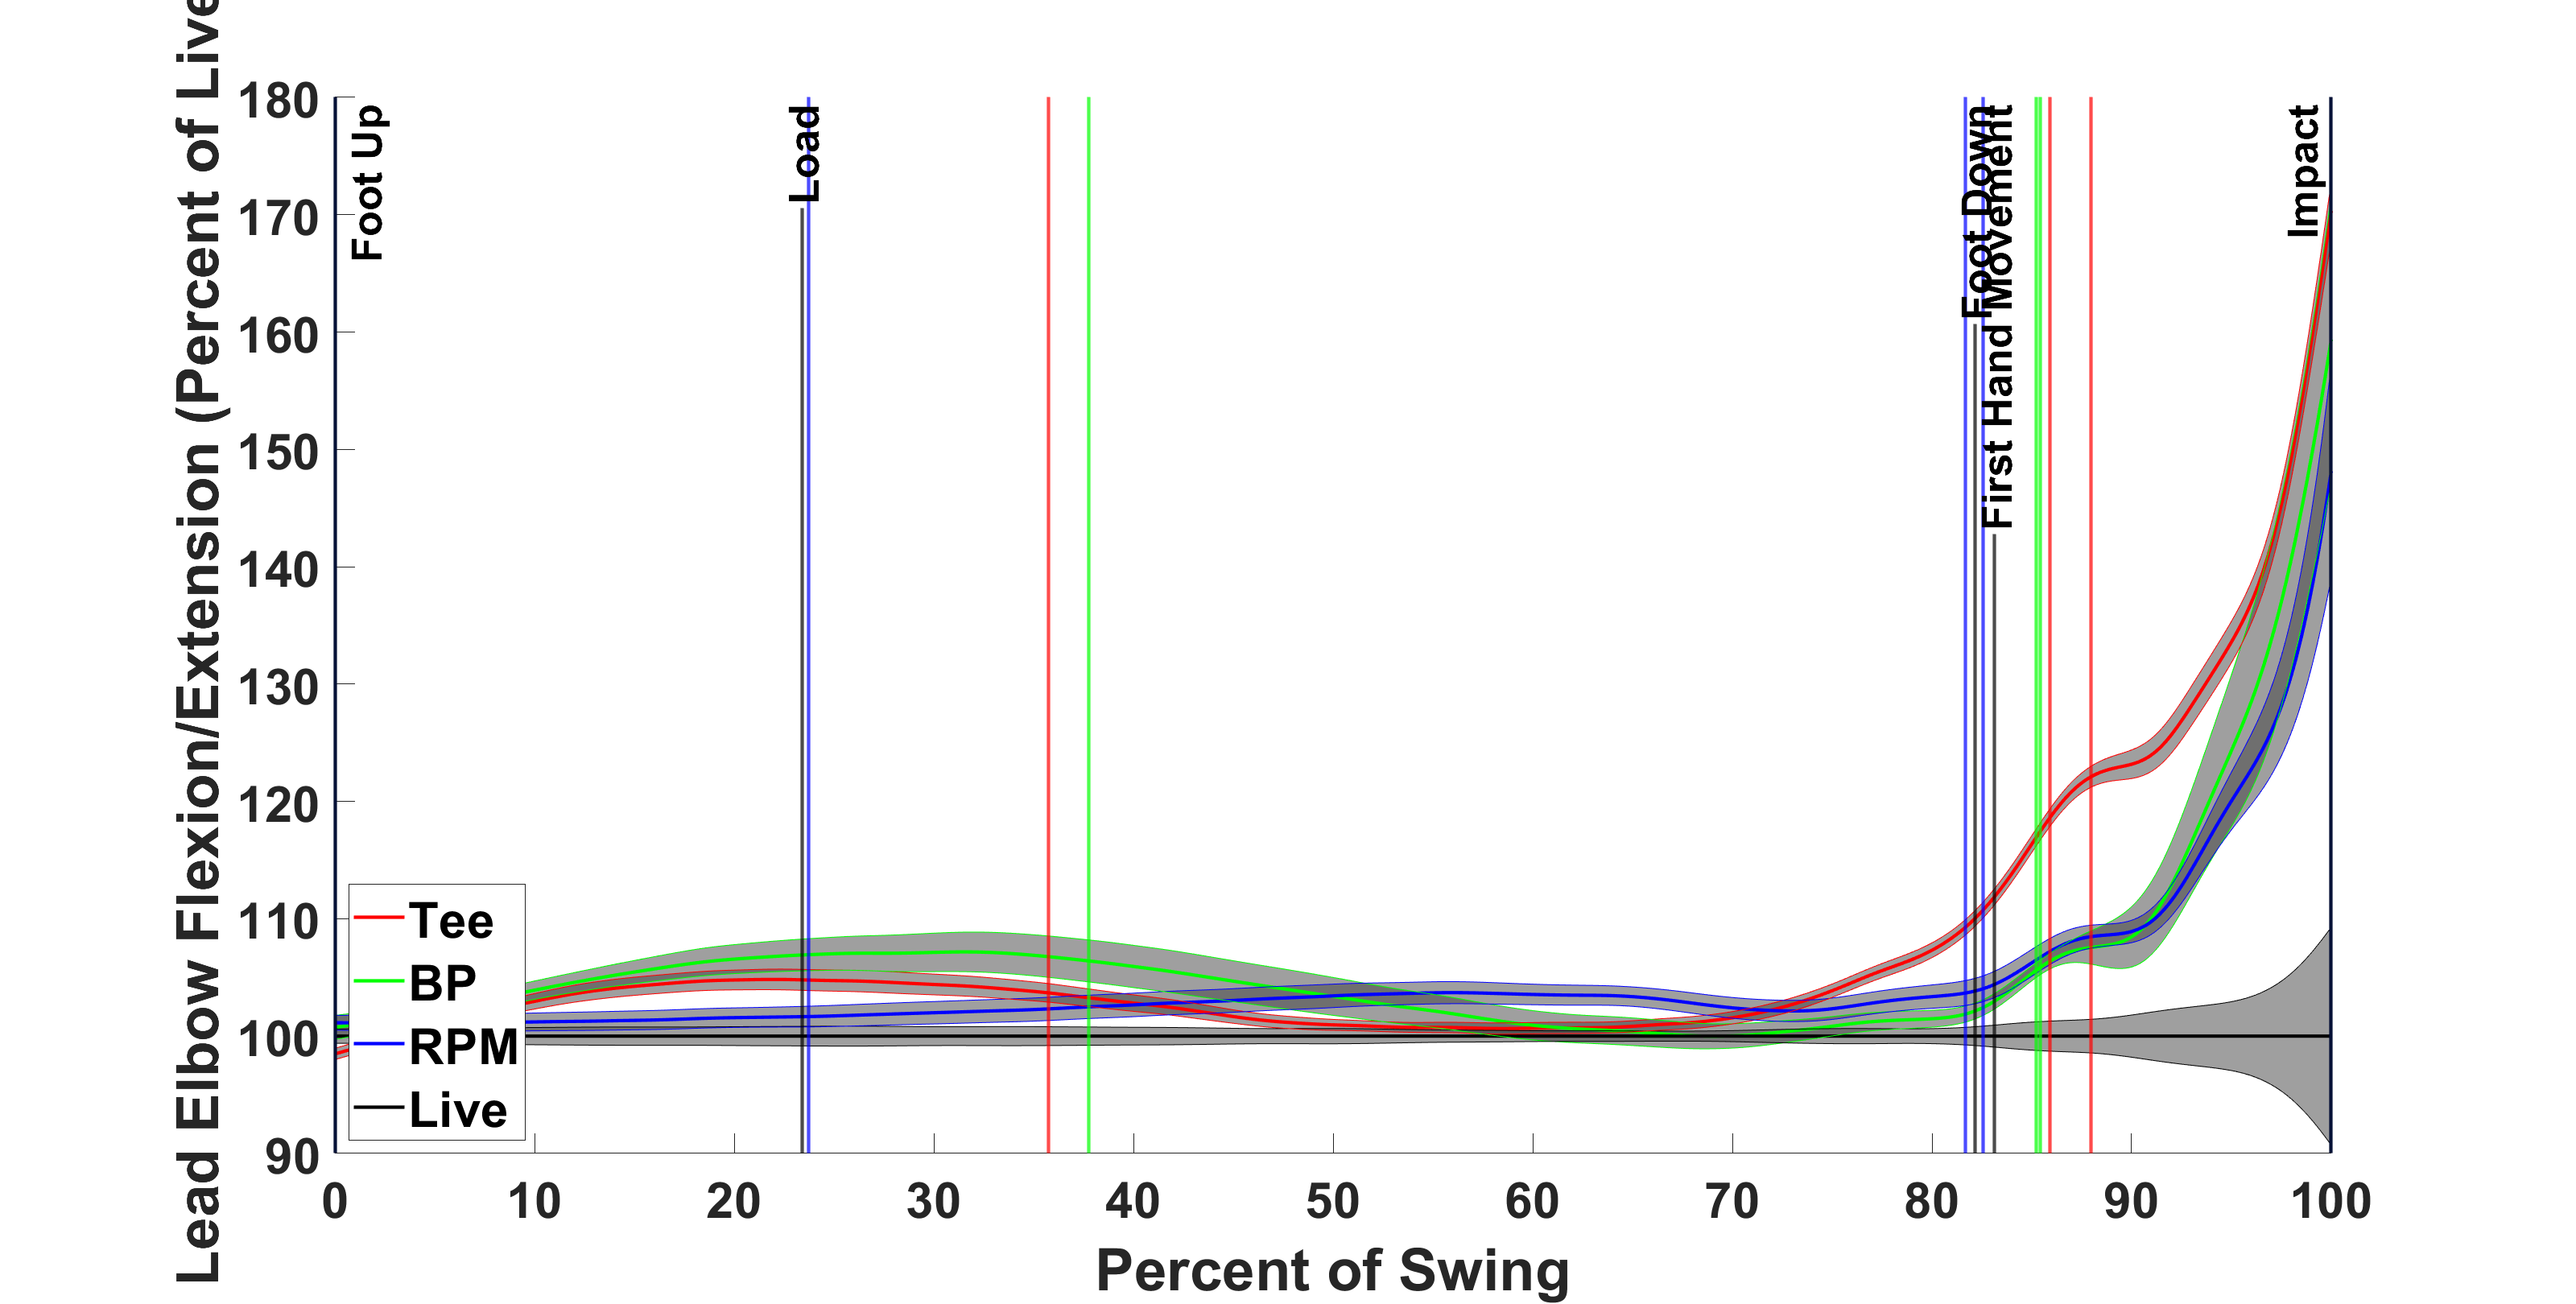 Lead Elbow Flexion/Extension (Percent of Live
180
170
160
150
140
130
120
110
100
90
Foot Up
Load
Foot Down
First Hand Movement
Impact
Tee
BP
RPM
Live
0 10 20 30 40 50 60 70 80 90 100
Percent of Swing